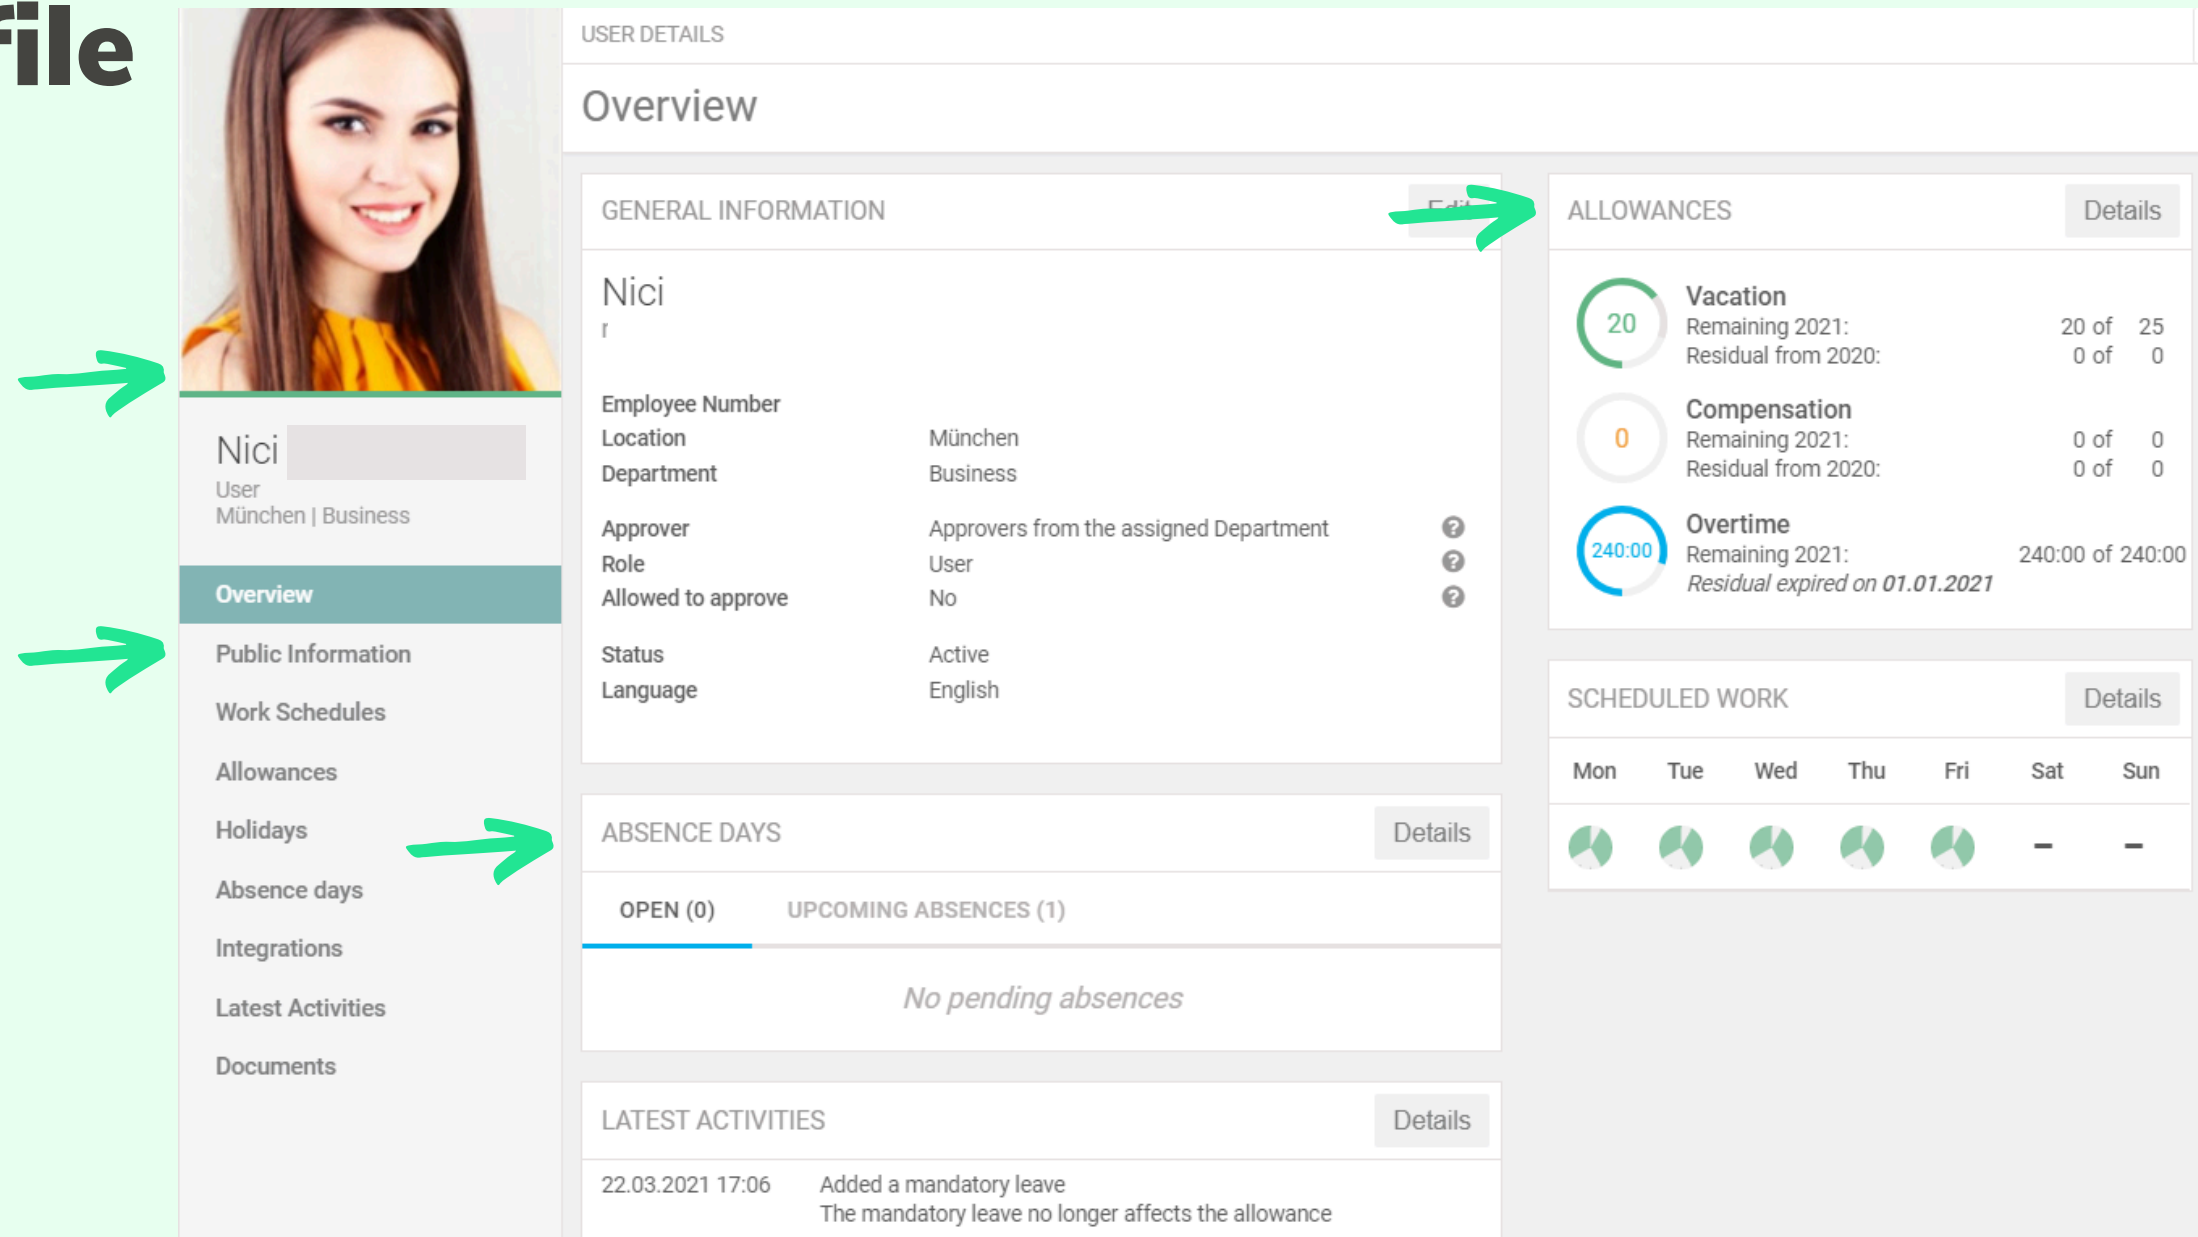 file
USER DETAILS
Overview
Nici
User
München | Business
Overview
Public Information
Work Schedules
Allowances
Holidays
Absence days
Integrations
Latest Activities
Documents
GENERAL INFORMATION
Nici
r
Employee Number
Location München
Department Business
Approver Approvers from the assigned Department
Role User
Allowed to approve No
Status Active
Language English
ABSENCE DAYS Details
OPEN (0) UPCOMING ABSENCES (1)
No pending absences
LATEST ACTIVITIES Details
22.03.2021 17:06 Added a mandatory leave
The mandatory leave no longer affects the allowance
ALLOWANCES Details
20 Vacation
Remaining 2021: 20 of 25
Residual from 2020: 0 of 0
0 Compensation
Remaining 2021: 0 of 0
Residual from 2020: 0 of 0
240:00 Overtime
Remaining 2021: 240:00 of 240:00
Residual expired on 01.01.2021
SCHEDULED WORK Details
Mon Tue Wed Thu Fri Sat Sun
- -